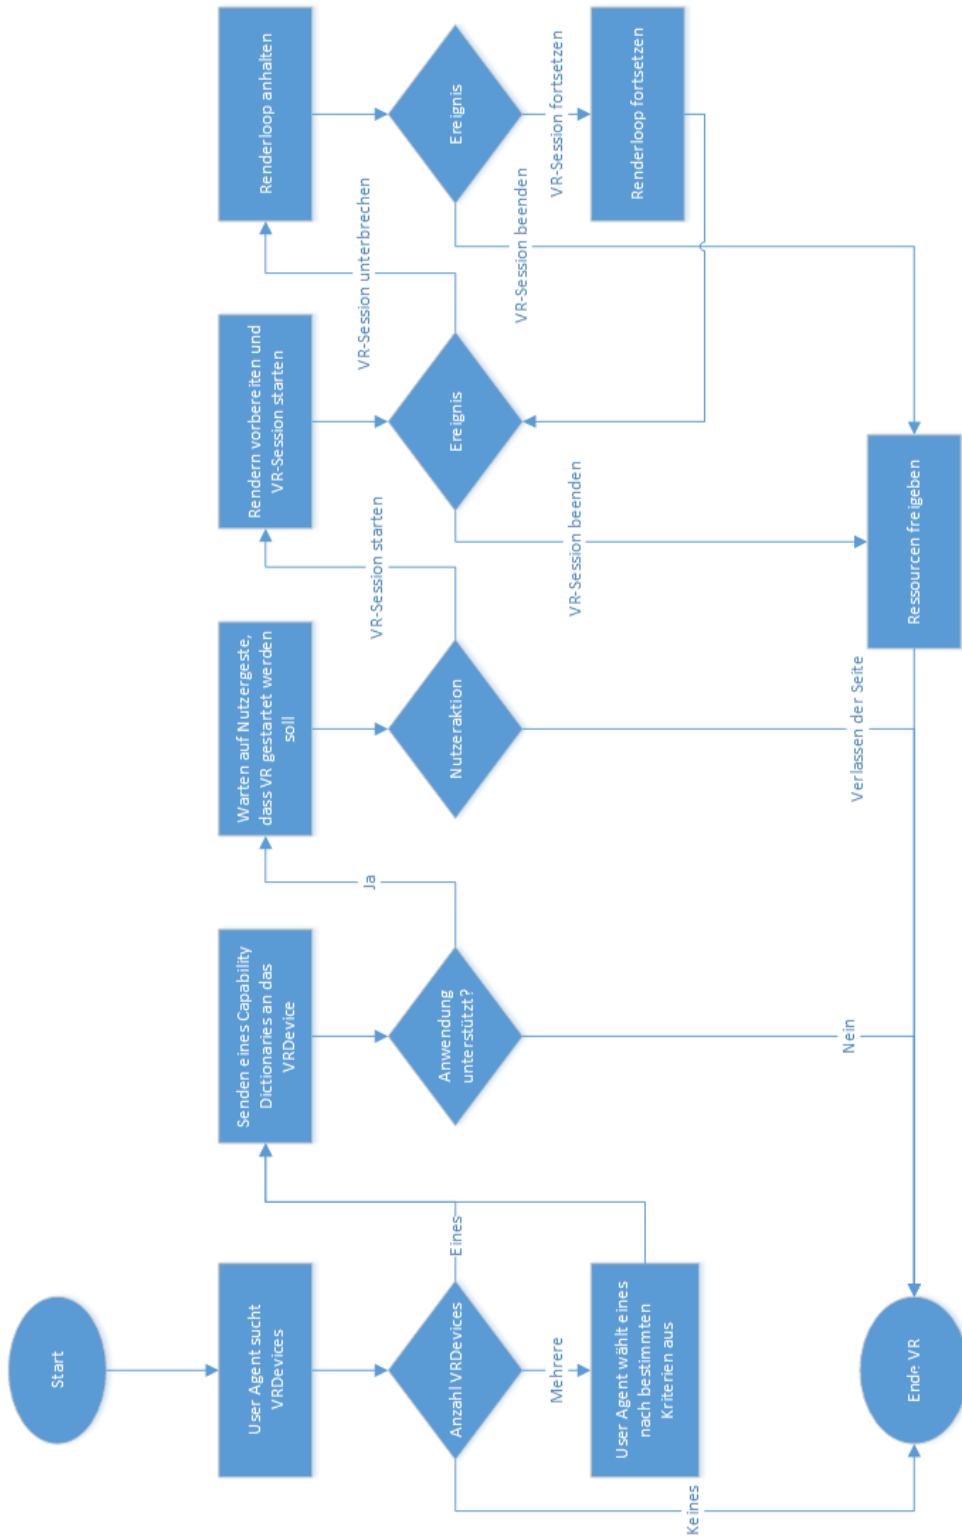 Start
User Agent sucht
VRDevices
Anzahl VRDevices
Keines
Mehrere
Eines
User Agent wählt eines
nach bestimmten
Kriterien aus
Senden eines Capability
Dictionaries an das
VRDevice
Anwendung
unterstützt?
Ja
Nein
Warten auf Nutzergeste,
dass VR gestartet werden
soll
Nutzeraktion
VR-Session starten
Verlassen der Seite
Rendern vorbereiten und
VR-Session starten
Ereignis
VR-Session unterbrechen
VR-Session beenden
Renderloop anhalten
Ereignis
VR-Session beenden
VR-Session fortsetzen
Renderloop fortsetzen
Ressourcen freigeben
Ende VR